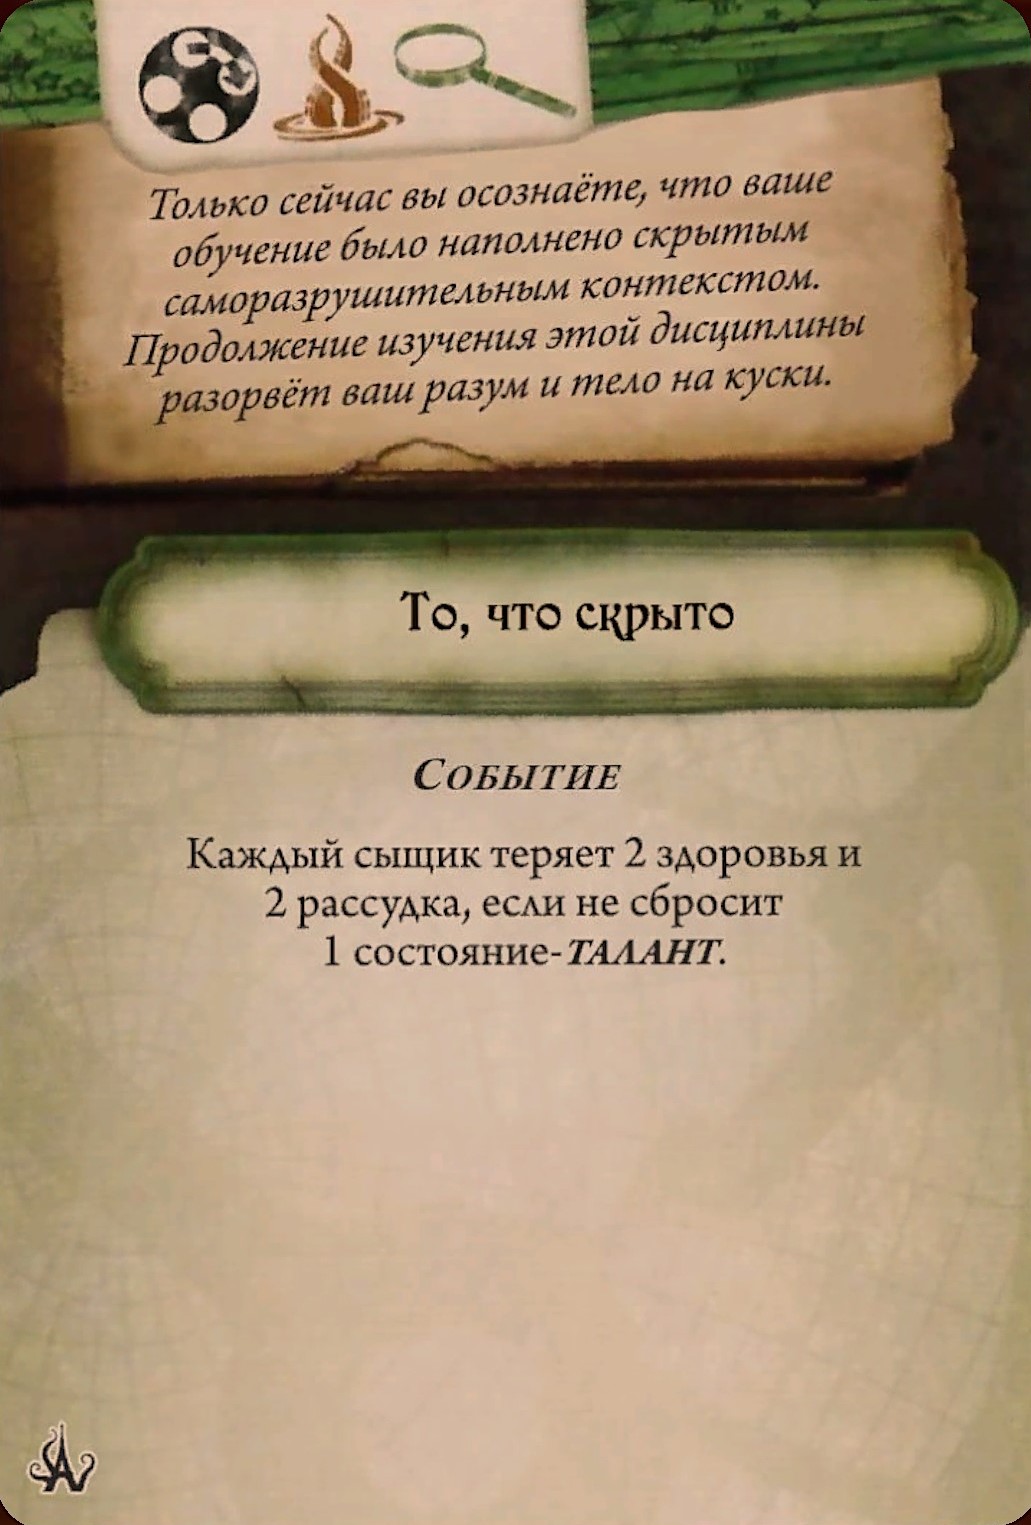 Только сейчас вы осознаёте, что ваше
обучение было наполнено скрытым
саморазрушительным контекстом.
Продолжение изучения этой дисциплины
разорвёт ваш разум и тело на куски.
То, что скрыто
Событие
Каждый сыщик теряет 2 здоровья и
2 рассудка, если не сбросит
1 состояние-ТАЛАНТ.